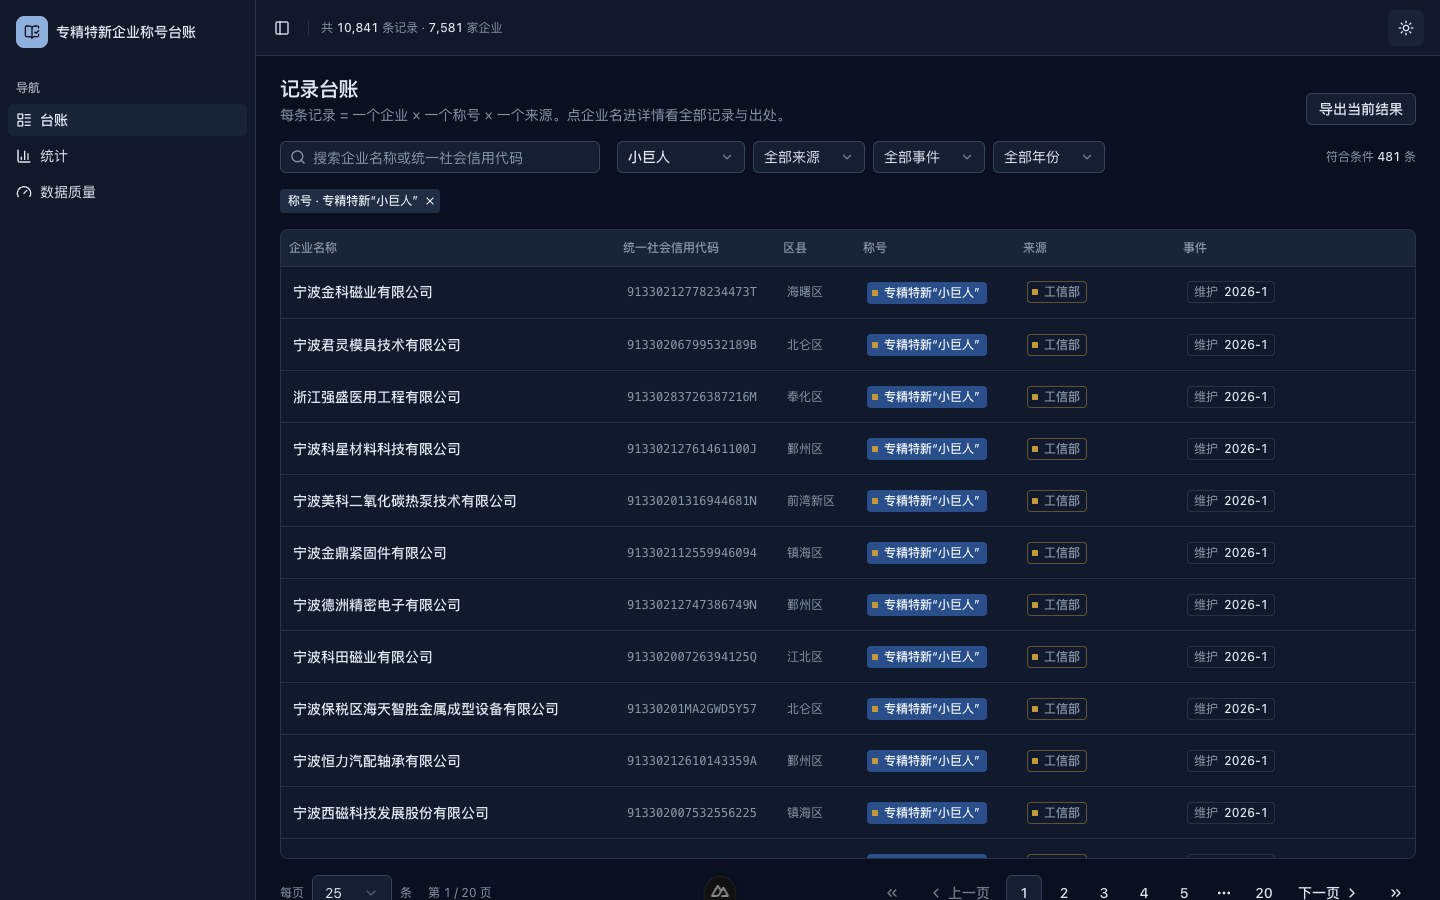 专精特新企业称号台账
共 10,841 条记录 · 7,581 家企业
导航
台账
统计
数据质量
记录台账
每条记录 = 一个企业 × 一个称号 × 一个来源。点企业名进详情看全部记录与出处。
导出当前结果
搜索企业名称或统一社会信用代码 小巨人 全部来源 全部事件 全部年份 符合条件 481 条
称号 · 专精特新“小巨人” ×
企业名称 统一社会信用代码 区县 称号 来源 事件
宁波金科磁业有限公司 91330212778234473T 海曙区 专精特新“小巨人” 工信部 维护 2026-1
宁波君灵模具技术有限公司 91330206799532189B 北仑区 专精特新“小巨人” 工信部 维护 2026-1
浙江强盛医用工程有限公司 91330283726387216M 奉化区 专精特新“小巨人” 工信部 维护 2026-1
宁波科星材料科技有限公司 91330212761461100J 鄞州区 专精特新“小巨人” 工信部 维护 2026-1
宁波美科二氧化碳热泵技术有限公司 91330201316944681N 前湾新区 专精特新“小巨人” 工信部 维护 2026-1
宁波金鼎紧固件有限公司 913302112559946094 镇海区 专精特新“小巨人” 工信部 维护 2026-1
宁波德洲精密电子有限公司 91330212747386749N 鄞州区 专精特新“小巨人” 工信部 维护 2026-1
宁波科田磁业有限公司 91330200726394125Q 江北区 专精特新“小巨人” 工信部 维护 2026-1
宁波保税区海天智胜金属成型设备有限公司 91330201MA2GWD5Y57 北仑区 专精特新“小巨人” 工信部 维护 2026-1
宁波恒力汽配轴承有限公司 91330212610143359A 鄞州区 专精特新“小巨人” 工信部 维护 2026-1
宁波西磁科技发展股份有限公司 913302007532556225 镇海区 专精特新“小巨人” 工信部 维护 2026-1
每页 25 条 第 1 / 20 页 « ‹ 上一页 1 2 3 4 5 ··· 20 下一页 › »